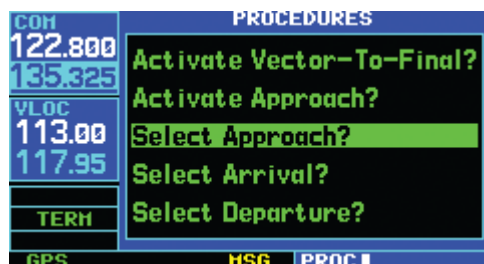 COM
122.800
135.325
VLOC
113.00
117.95
TERM
GPS
PROCEDURES
Activate Vector-To-Final?
Activate Approach?
Select Approach?
Select Arrival?
Select Departure?
MSG
PROC